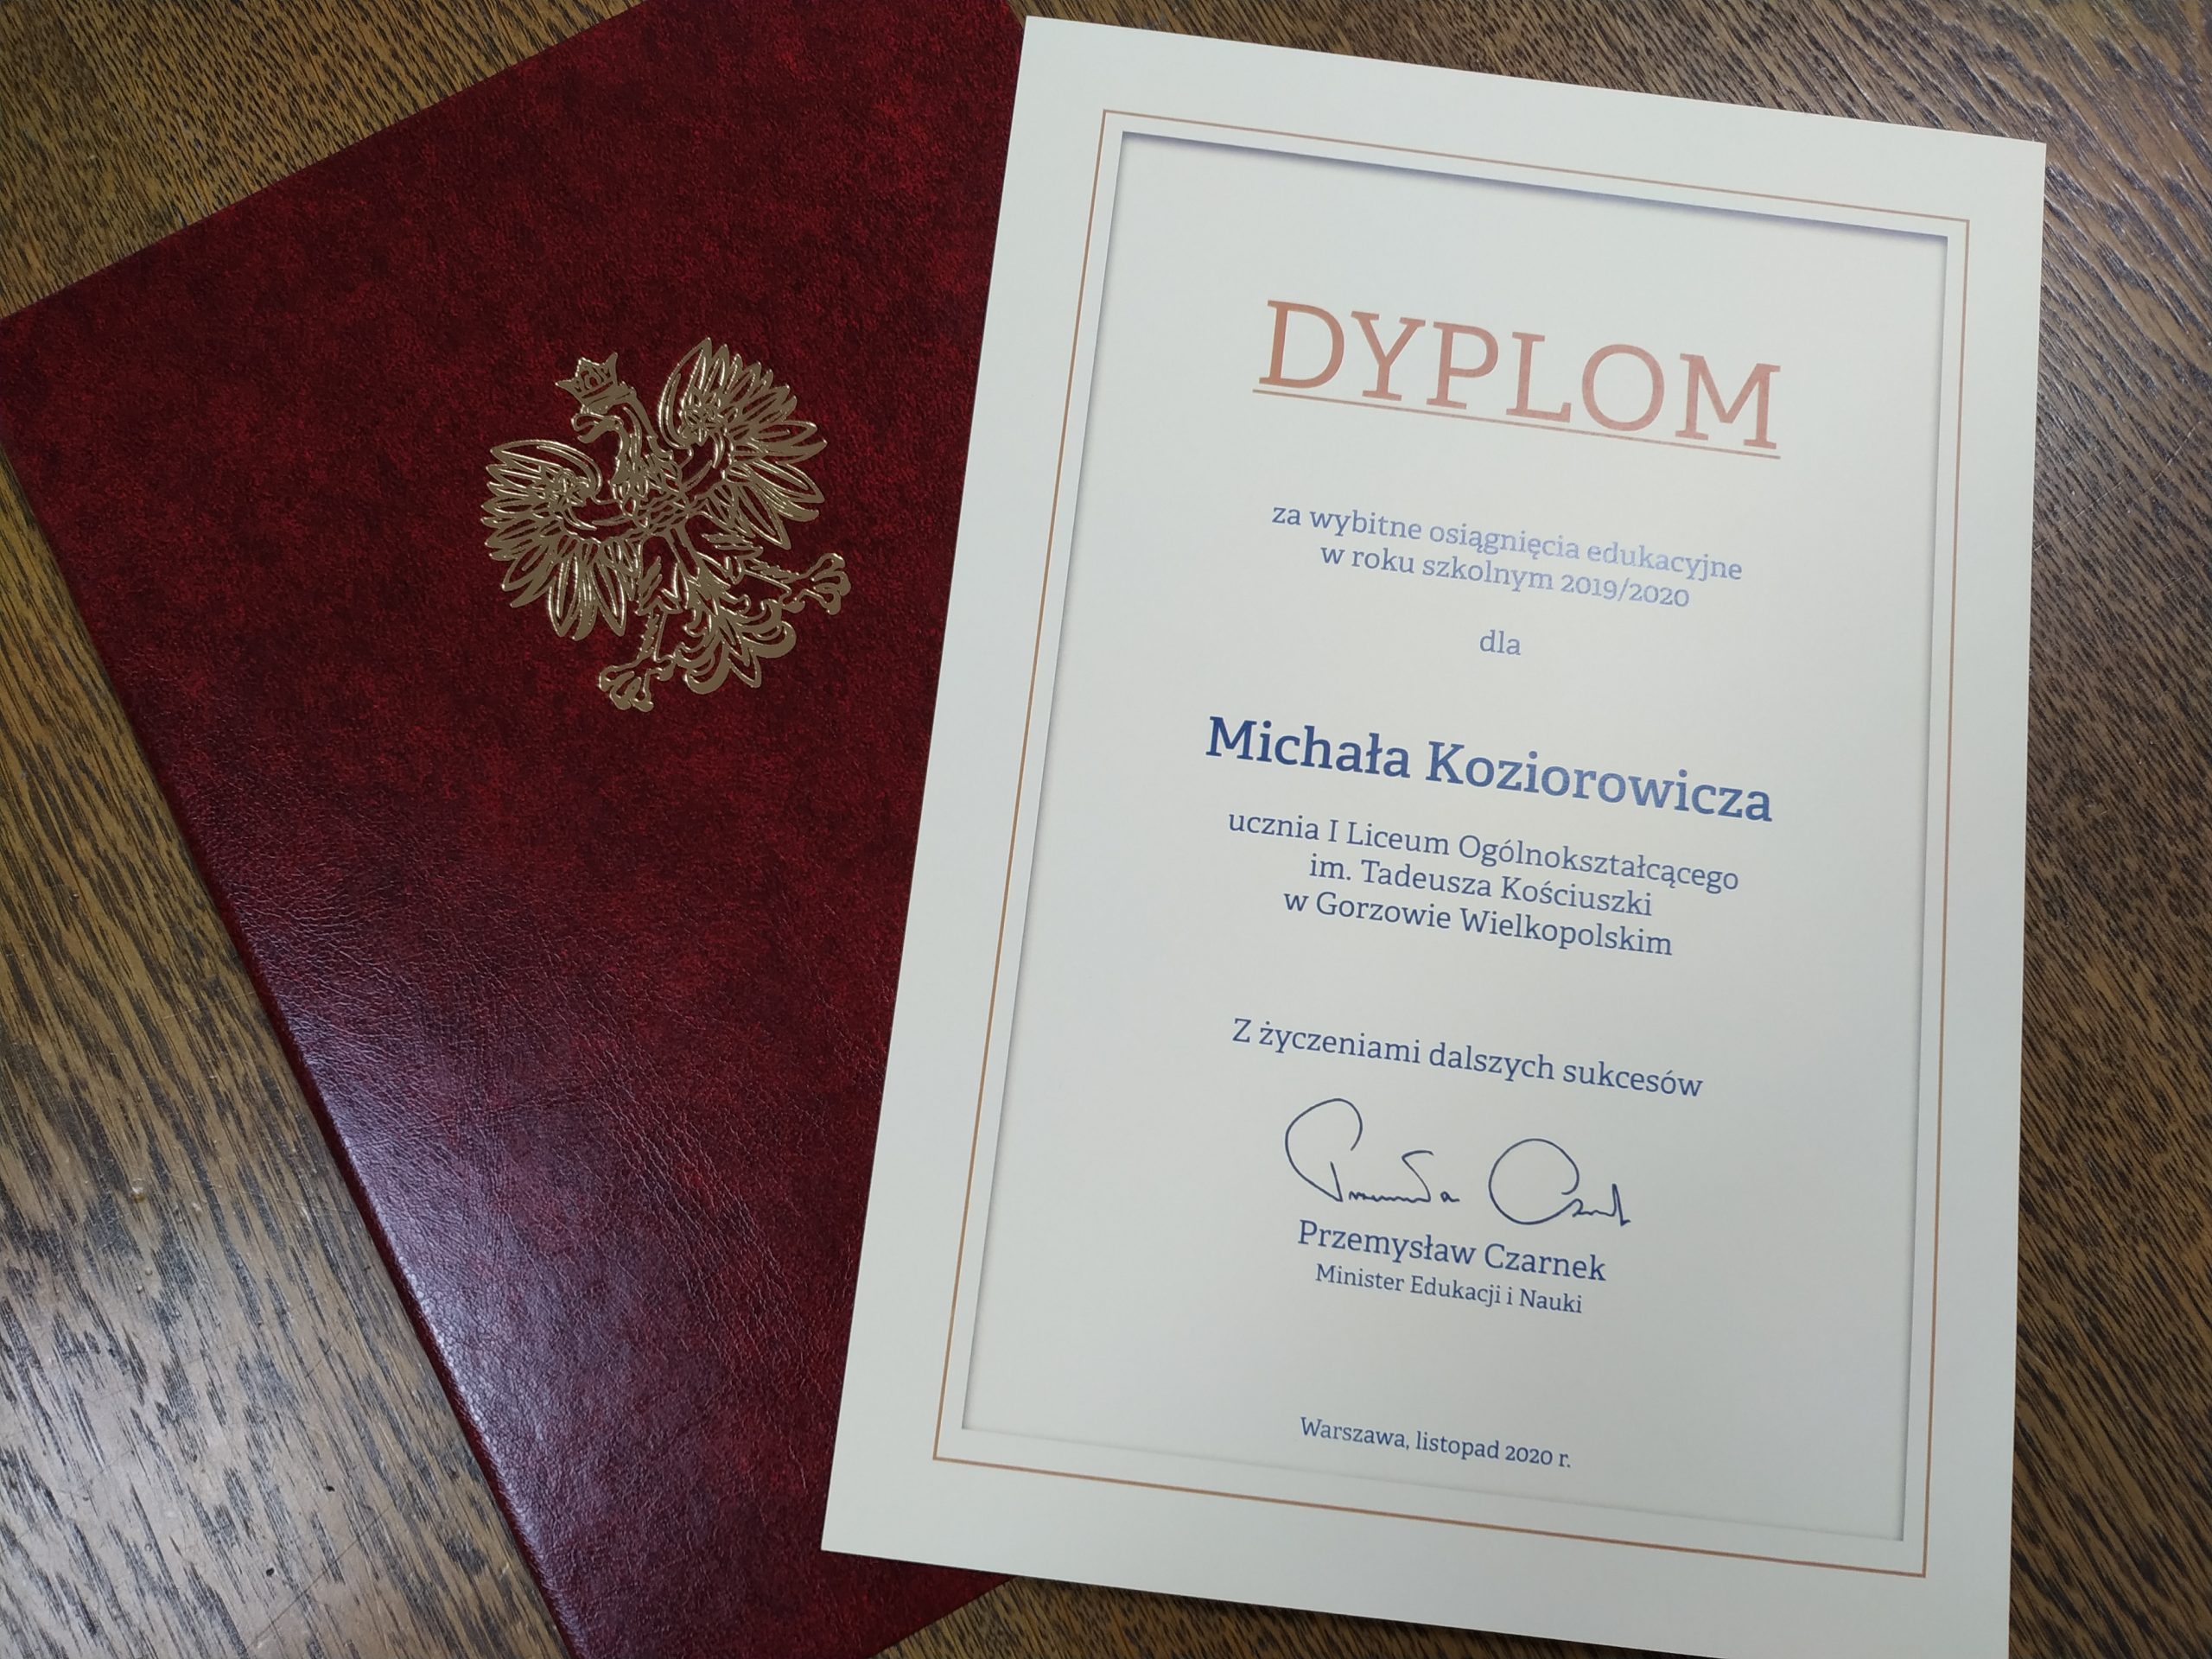 DYPLOM
za wybitne osiągnięcia edukacyjne
w roku szkolnym 2019/2020
dla
Michała Koziorowicza
ucznia I Liceum Ogólnokształcącego
im. Tadeusza Kościuszki
w Gorzowie Wielkopolskim
Z życzeniami dalszych sukcesów
Przemysław Czarnek
Minister Edukacji i Nauki
Warszawa, listopad 2020 r.